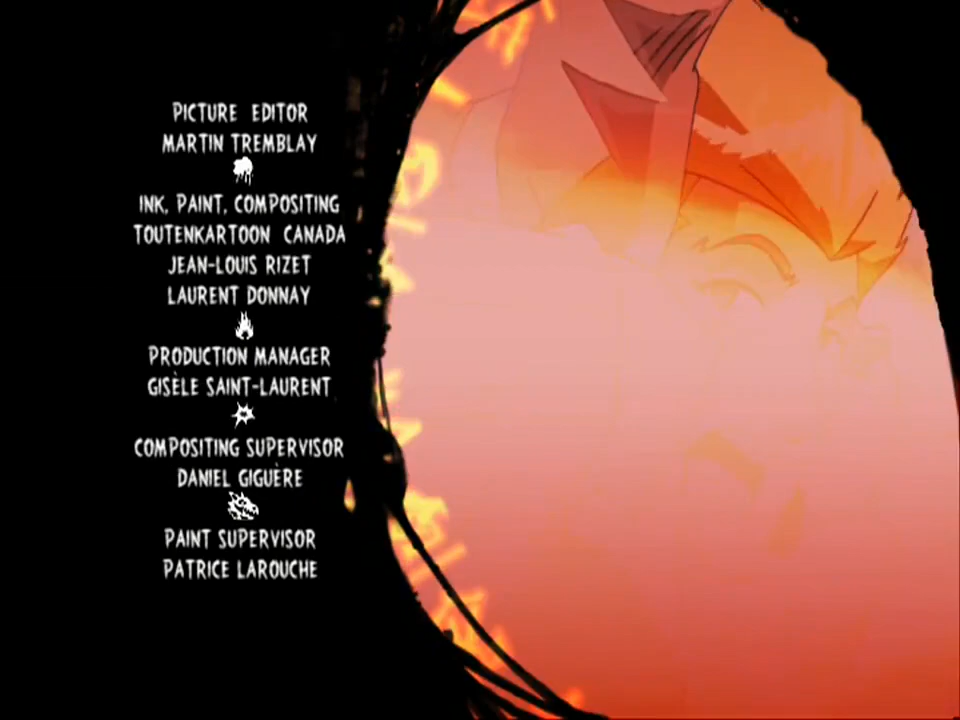 PICTURE EDITOR
MARTIN TREMBLAY
INK, PAINT, COMPOSITING
TOUTENKARTOON CANADA
JEAN-LOUIS RIZET
LAURENT DONNAY
PRODUCTION MANAGER
GISÈLE SAINT-LAURENT
COMPOSITING SUPERVISOR
DANIEL GIGUÈRE
PAINT SUPERVISOR
PATRICE LAROUCHE